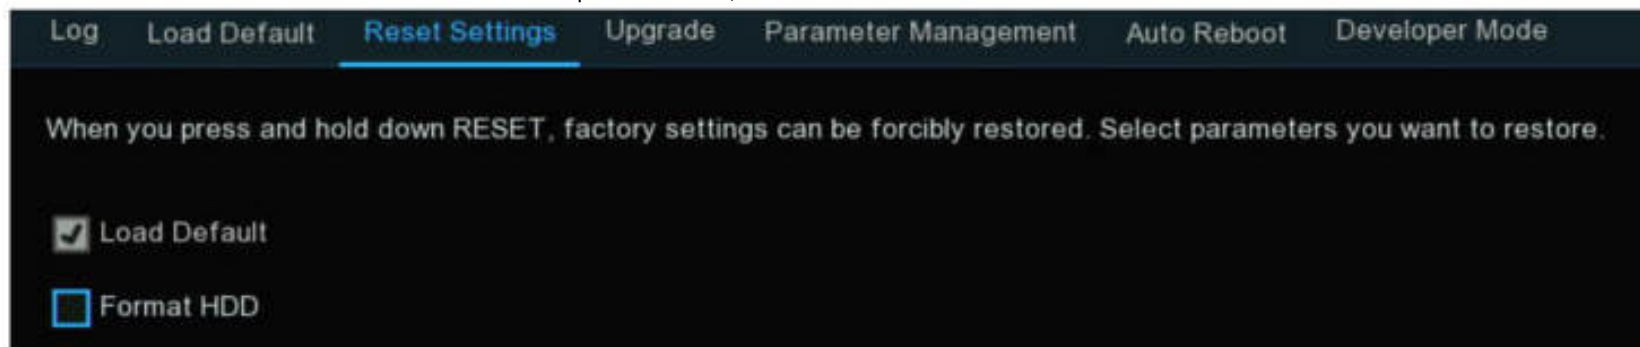 Log Load Default Reset Settings Upgrade Parameter Management Auto Reboot Developer Mode
When you press and hold down RESET, factory settings can be forcibly restored. Select parameters you want to restore.
Load Default
Format HDD